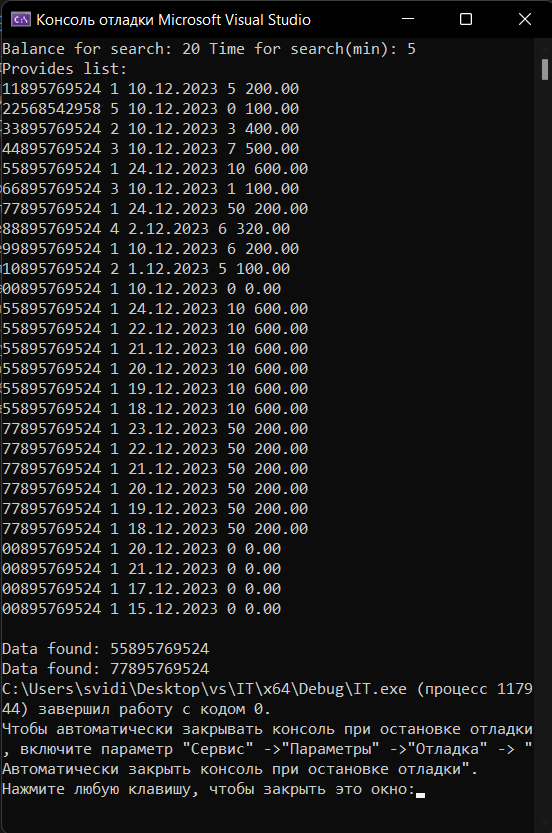 Консоль отладки Microsoft Visual Studio
Balance for search: 20 Time for search(min): 5
Provides list:
11895769524 1 10.12.2023 5 200.00
22568542958 5 10.12.2023 0 100.00
33895769524 2 10.12.2023 3 400.00
44895769524 3 10.12.2023 7 500.00
55895769524 1 24.12.2023 10 600.00
66895769524 3 10.12.2023 1 100.00
77895769524 1 24.12.2023 50 200.00
88895769524 4 2.12.2023 6 320.00
99895769524 1 10.12.2023 6 200.00
10895769524 2 1.12.2023 5 100.00
00895769524 1 10.12.2023 0 0.00
55895769524 1 24.12.2023 10 600.00
55895769524 1 22.12.2023 10 600.00
55895769524 1 21.12.2023 10 600.00
55895769524 1 20.12.2023 10 600.00
55895769524 1 19.12.2023 10 600.00
55895769524 1 18.12.2023 10 600.00
77895769524 1 23.12.2023 50 200.00
77895769524 1 22.12.2023 50 200.00
77895769524 1 21.12.2023 50 200.00
77895769524 1 20.12.2023 50 200.00
77895769524 1 19.12.2023 50 200.00
77895769524 1 18.12.2023 50 200.00
00895769524 1 20.12.2023 0 0.00
00895769524 1 21.12.2023 0 0.00
00895769524 1 17.12.2023 0 0.00
00895769524 1 15.12.2023 0 0.00
Data found: 55895769524
Data found: 77895769524
C:\Users\svidi\Desktop\vs\IT\x64\Debug\IT.exe (процесс 1179
44) завершил работу с кодом 0.
Чтобы автоматически закрывать консоль при остановке отладки
, включите параметр "Сервис" ->"Параметры" ->"Отладка" -> "
Автоматически закрыть консоль при остановке отладки".
Нажмите любую клавишу, чтобы закрыть это окно: